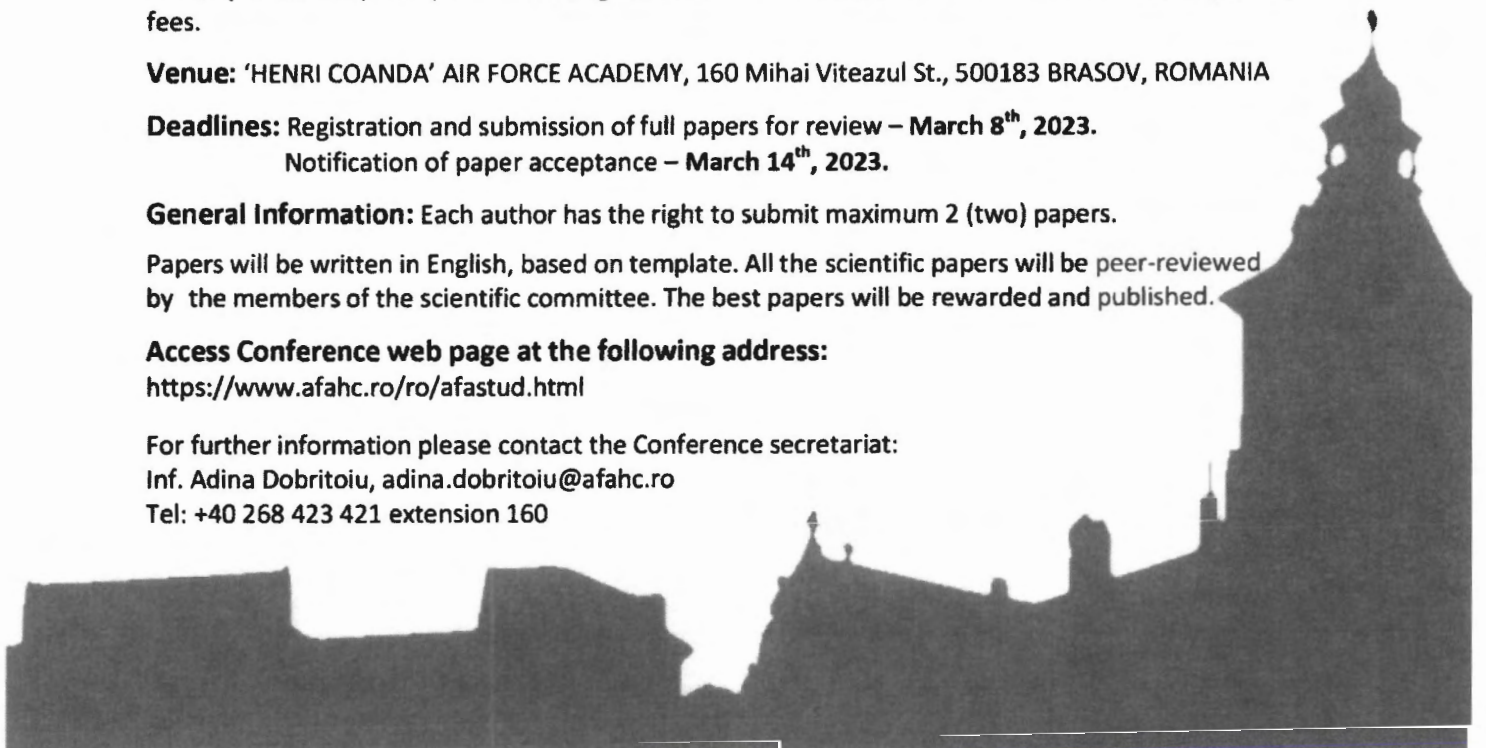 fees.
Venue: 'HENRI COANDA' AIR FORCE ACADEMY, 160 Mihai Viteazul St., 500183 BRASOV, ROMANIA
Deadlines: Registration and submission of full papers for review – March 8th, 2023.
Notification of paper acceptance – March 14th, 2023.
General Information: Each author has the right to submit maximum 2 (two) papers.
Papers will be written in English, based on template. All the scientific papers will be peer-reviewed
by the members of the scientific committee. The best papers will be rewarded and published.
Access Conference web page at the following address:
https://www.afahc.ro/ro/afastud.html
For further information please contact the Conference secretariat:
Inf. Adina Dobritoiu, adina.dobritoiu@afahc.ro
Tel: +40 268 423 421 extension 160